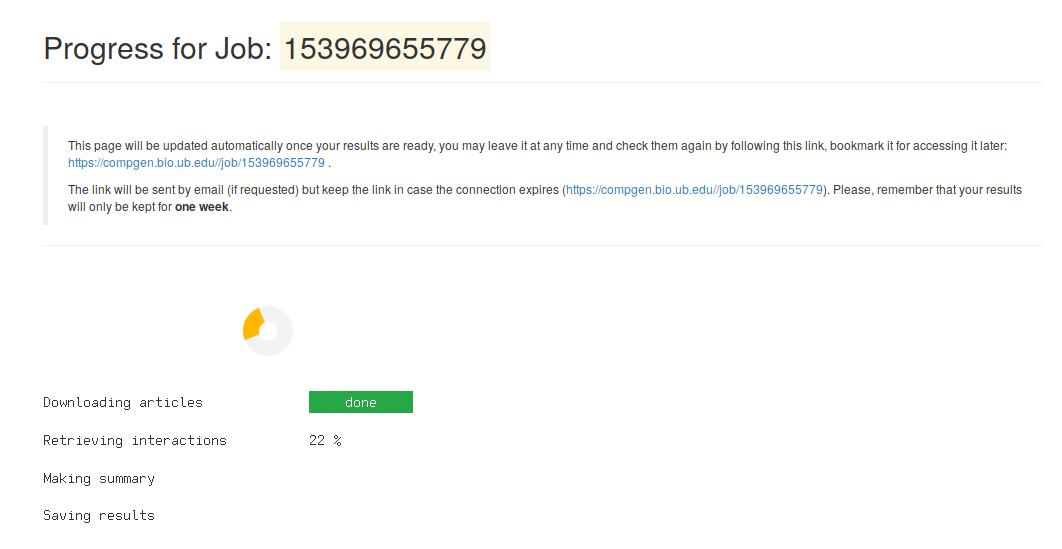 Progress for Job: 153969655779
This page will be updated automatically once your results are ready, you may leave it at any time and check them again by following this link, bookmark it for accessing it later:
https://compgen.bio.ub.edu//job/153969655779 .
The link will be sent by email (if requested) but keep the link in case the connection expires (https://compgen.bio.ub.edu//job/153969655779). Please, remember that your results
will only be kept for one week.
Downloading articles done
Retrieving interactions 22 %
Making summary
Saving results